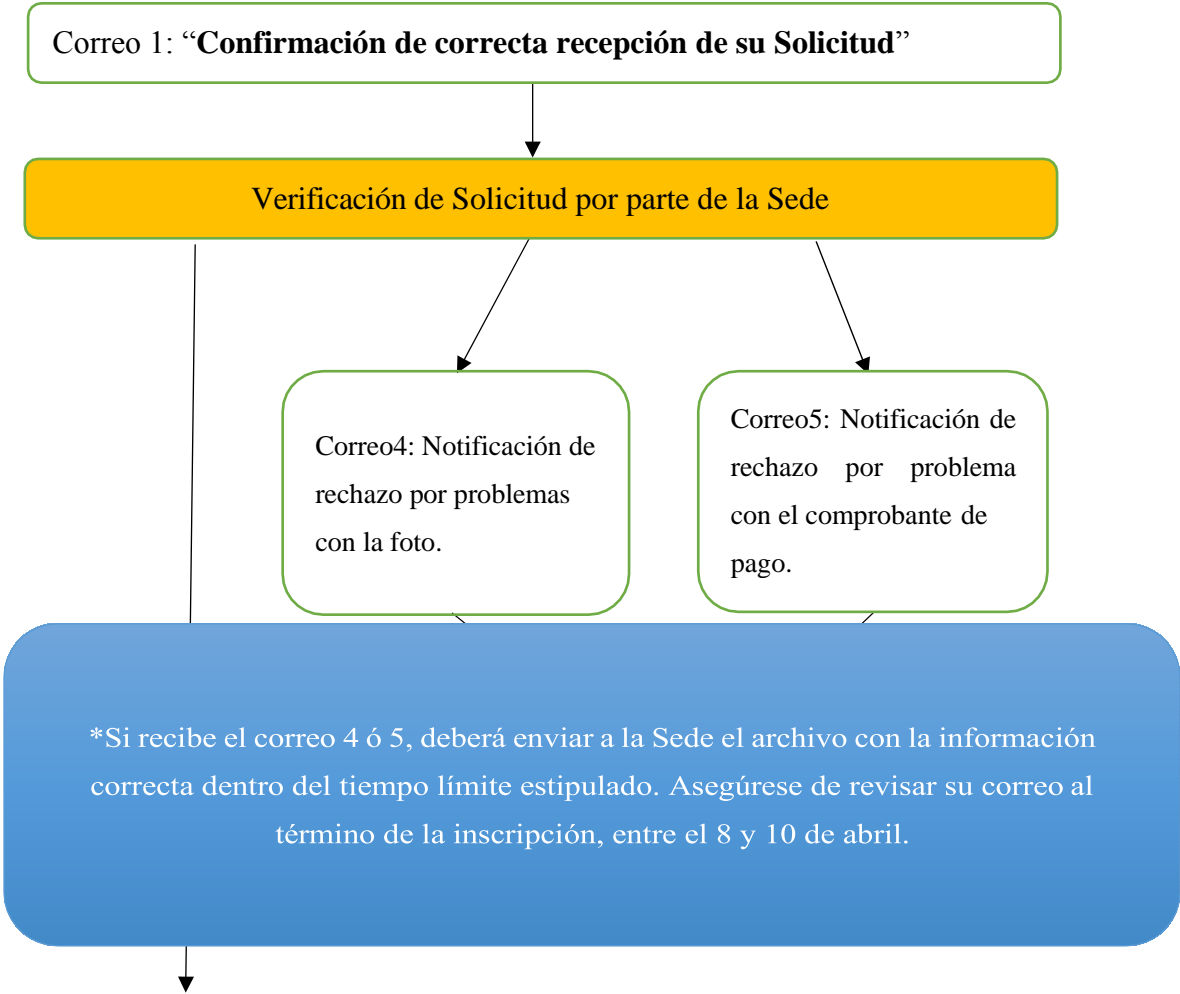 Correo 1: “Confirmación de correcta recepción de su Solicitud”
Verificación de Solicitud por parte de la Sede
Correo4: Notificación de
rechazo por problemas
con la foto.
Correo5: Notificación de
rechazo por problema
con el comprobante de
pago.
*Si recibe el correo 4 ó 5, deberá enviar a la Sede el archivo con la información
correcta dentro del tiempo límite estipulado. Asegúrese de revisar su correo al
término de la inscripción, entre el 8 y 10 de abril.